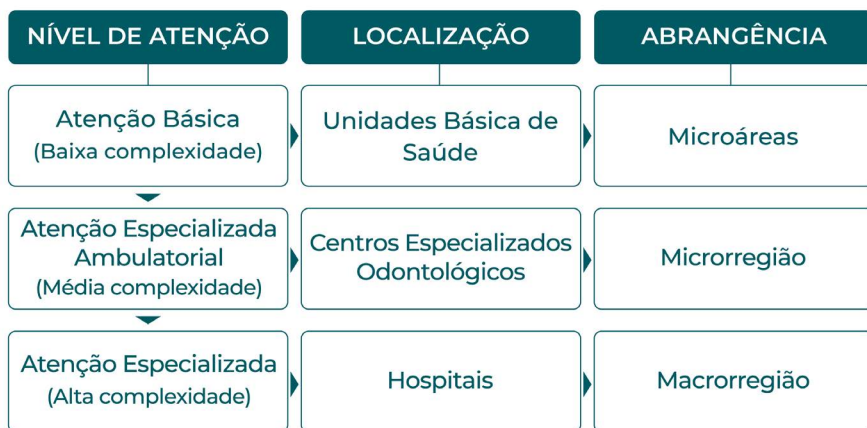 NÍVEL DE ATENÇÃO
LOCALIZAÇÃO
ABRANGÊNCIA
Atenção Básica
(Baixa complexidade)
Unidades Básica de
Saúde
Microáreas
Atenção Especializada
Ambulatorial
(Média complexidade)
Centros Especializados
Odontológicos
Microrregião
Atenção Especializada
(Alta complexidade)
Hospitais
Macrorregião